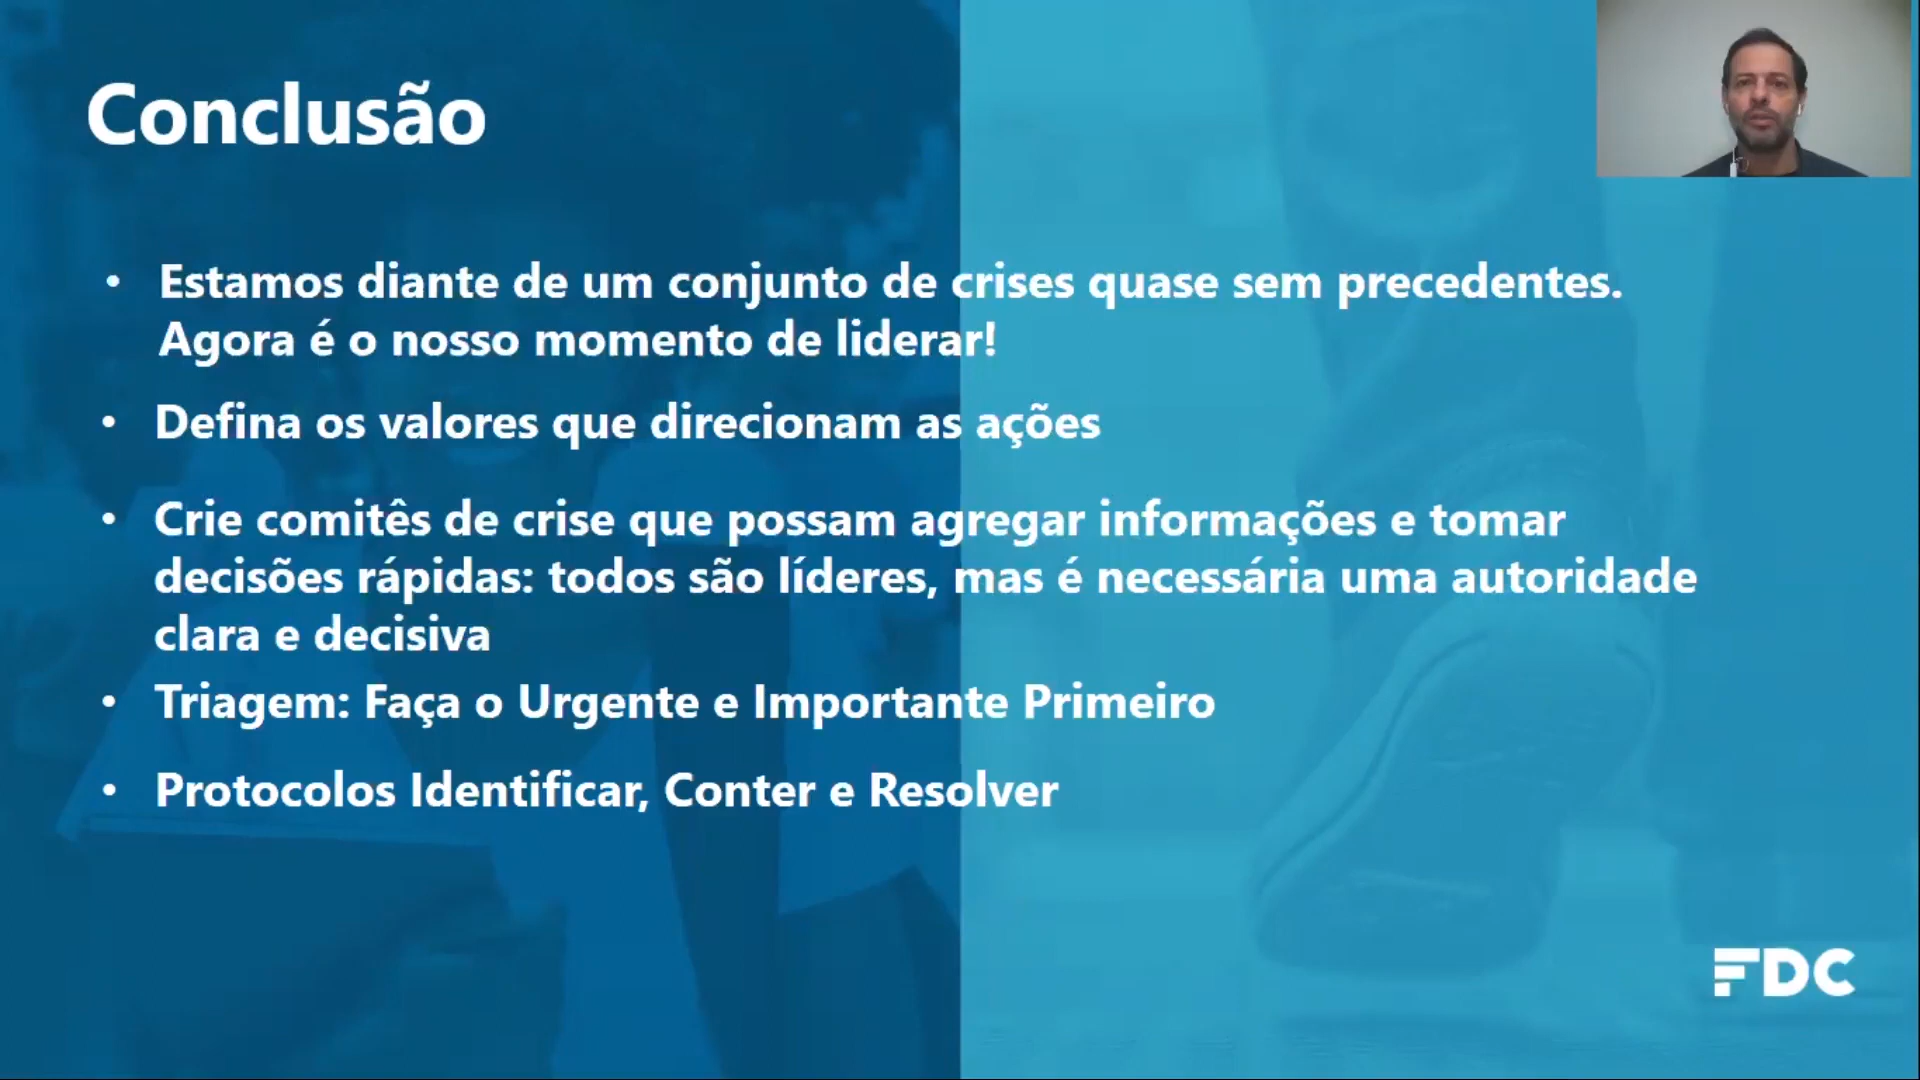 Conclusão
• Estamos diante de um conjunto de crises quase sem precedentes.
Agora é o nosso momento de liderar!
• Defina os valores que direcionam as ações
• Crie comitês de crise que possam agregar informações e tomar
decisões rápidas: todos são líderes, mas é necessária uma autoridade
clara e decisiva
• Triagem: Faça o Urgente e Importante Primeiro
• Protocolos Identificar, Conter e Resolver
FDC